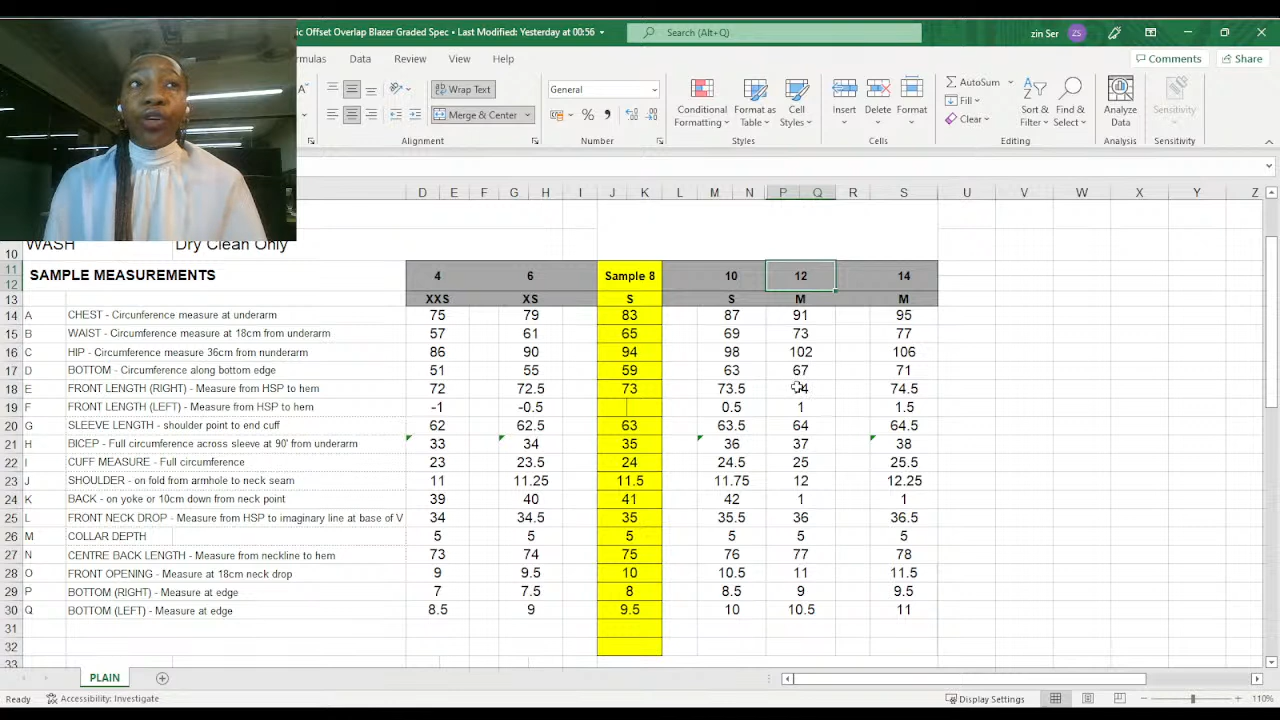 ic Offset Overlap Blazer Graded Spec • Last Modified: Yesterday at 00:56
Search (Alt+Q)
zin Ser
ZS
rmulas
Data
Review
View
Help
Comments
Share
Wrap Text
Merge & Center
General
Conditional Formatting
Format as Table
Cell Styles
Insert
Delete
Format
AutoSum
Fill
Clear
Sort & Filter
Find & Select
Analyze Data
Sensitivity
Alignment
Number
Styles
Cells
Editing
Analysis
Sensitivity
D E F G H I J K L M N P Q R S U V W X Y Z
10 WASH Dry Clean Only
11 SAMPLE MEASUREMENTS 4 6 Sample 8 10 12 14
12
13 XXS XS S S M M
14 A CHEST - Circunference measure at underarm 75 79 83 87 91 95
15 B WAIST - Circumference measure at 18cm from underarm 57 61 65 69 73 77
16 C HIP - Circumference measure 36cm from nunderarm 86 90 94 98 102 106
17 D BOTTOM - Circumference along bottom edge 51 55 59 63 67 71
18 E FRONT LENGTH (RIGHT) - Measure from HSP to hem 72 72.5 73 73.5 74.5
19 F FRONT LENGTH (LEFT) - Measure from HSP to hem -1 -0.5 0.5 1 1.5
20 G SLEEVE LENGTH - shoulder point to end cuff 62 62.5 63 63.5 64 64.5
21 H BICEP - Full circumference across sleeve at 90' from underarm 33 34 35 36 37 38
22 I CUFF MEASURE - Full circumference 23 23.5 24 24.5 25 25.5
23 J SHOULDER - on fold from armhole to neck seam 11 11.25 11.5 11.75 12 12.25
24 K BACK - on yoke or 10cm down from neck point 39 40 41 42 1 1
25 L FRONT NECK DROP - Measure from HSP to imaginary line at base of V 34 34.5 35 35.5 36 36.5
26 M COLLAR DEPTH 5 5 5 5 5 5
27 N CENTRE BACK LENGTH - Measure from neckline to hem 73 74 75 76 77 78
28 O FRONT OPENING - Measure at 18cm neck drop 9 9.5 10 10.5 11 11.5
29 P BOTTOM (RIGHT) - Measure at edge 7 7.5 8 8.5 9 9.5
30 Q BOTTOM (LEFT) - Measure at edge 8.5 9 9.5 10 10.5 11
31
32
33
PLAIN
Ready
Accessibility: Investigate
Display Settings
110%